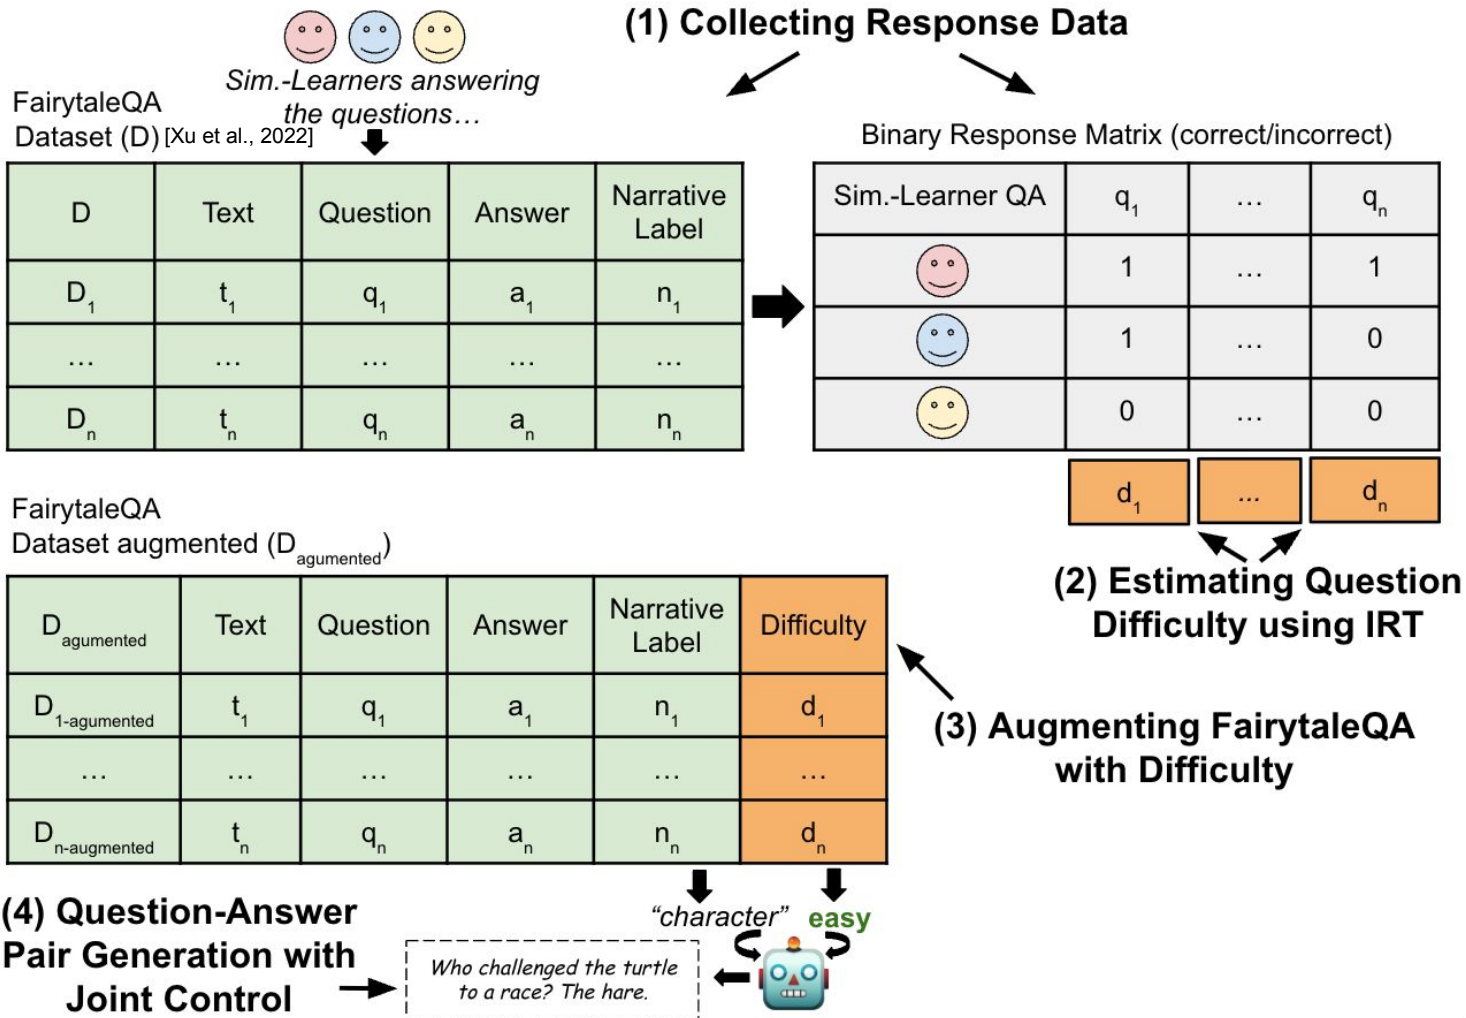 (1) Collecting Response Data
Sim.-Learners answering
the questions…
FairytaleQA
Dataset (D) [Xu et al., 2022]
D Text Question Answer Narrative Label
D1 t1 q1 a1 n1
… … … … …
Dn tn qn an nn
Binary Response Matrix (correct/incorrect)
Sim.-Learner QA q1 … qn
1 … 1
1 … 0
0 … 0
d1 ... dn
(2) Estimating Question
Difficulty using IRT
FairytaleQA
Dataset augmented (Dagumented)
Dagumented Text Question Answer Narrative Label Difficulty
D1-agumented t1 q1 a1 n1 d1
… … … … … …
Dn-augmented tn qn an nn dn
(3) Augmenting FairytaleQA
with Difficulty
(4) Question-Answer
Pair Generation with
Joint Control
“character” easy
Who challenged the turtle
to a race? The hare.